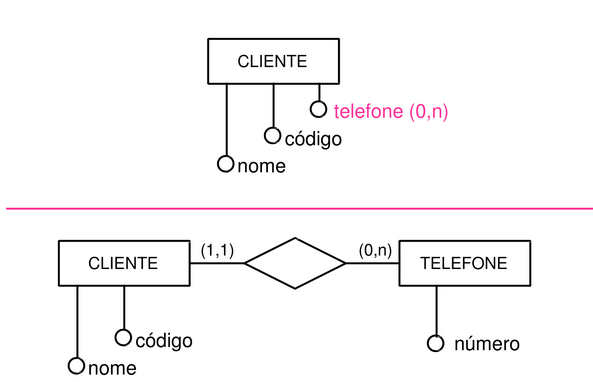 CLIENTE
telefone (0,n)
código
nome
CLIENTE
(1,1)
(0,n)
TELEFONE
código
número
nome